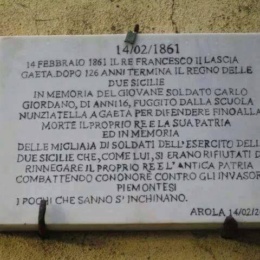 14/02/1861
14 FEBBRAIO 1861 IL RE FRANCESCO II LASCIA
GAETA. DOPO 126 ANNI TERMINA IL REGNO DELLE
DUE SICILIE
IN MEMORIA DEL GIOVANE SOLDATO CARLO
GIORDANO, DI ANNI 16, FUGGITO DALLA SCUOLA
NUNZIATELLA A GAETA PER DIFENDERE FINO ALLA
MORTE IL PROPRIO RE E LA SUA PATRIA
ED IN MEMORIA
DELLE MIGLIAIA DI SOLDATI DELL'ESERCITO DELLE
DUE SICILIE CHE, COME LUI, SI ERANO RIFIUTATI DI
RINNEGARE IL PROPRIO RE E L'ANTICA PATRIA
COMBATTENDO CON ONORE CONTRO GLI INVASORI
PIEMONTESI
I POCHI CHE SANNO S'INCHINANO.
AROLA 14/02/2